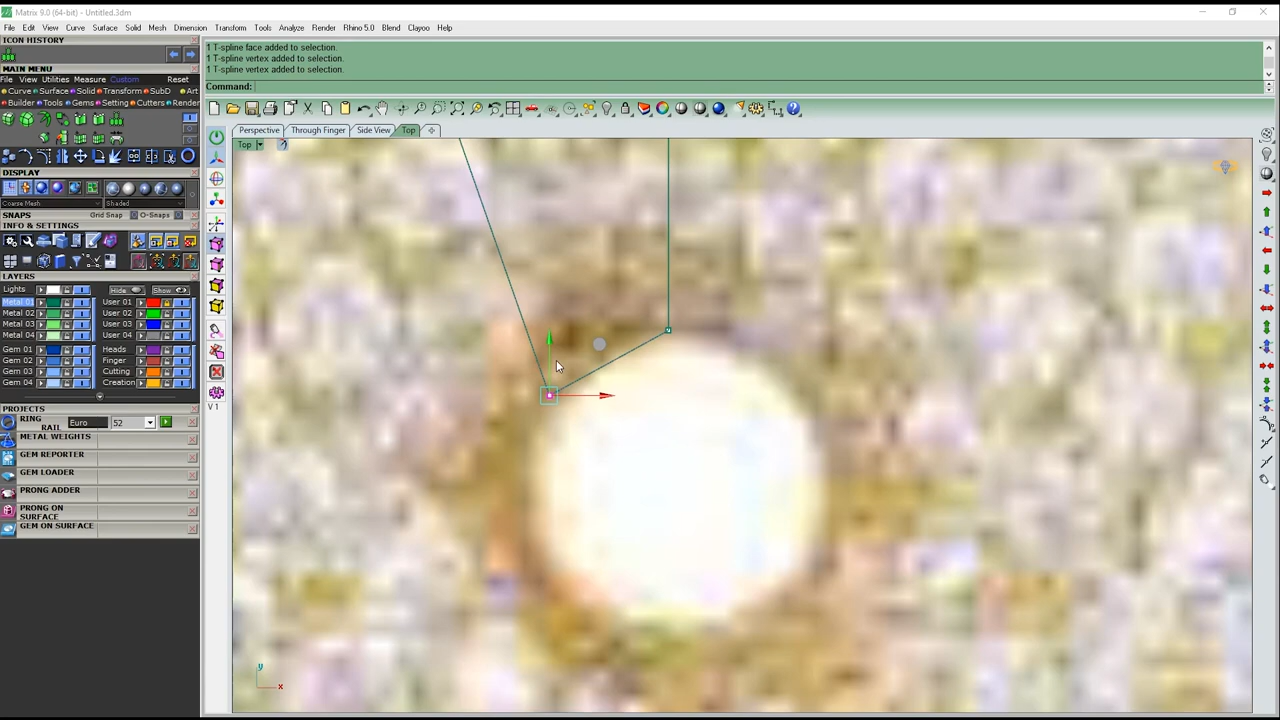 Matrix 9.0 (64-bit) - Untitled.3dm
File Edit View Curve Surface Solid Mesh Dimension Transform Tools Analyze Render Rhino 5.0 Blend Clayoo Help
ICON HISTORY
1 T-spline face added to selection.
1 T-spline vertex added to selection.
1 T-spline vertex added to selection.
Command:
MAIN MENU
File View Utilities Measure Custom Reset
Curve Surface Solid Transform SubD Art
Builder Tools Gems Setting Cutters Render
Perspective Through Finger Side View Top
Top
DISPLAY
Coarse Mesh Shaded
SNAPS Grid Snap O-Snaps
INFO & SETTINGS
LAYERS
Lights Hide Show
Metal 01 User 01
Metal 02 User 02
Metal 03 User 03
Metal 04 User 04
Gem 01 Heads
Gem 02 Finger
Gem 03 Cutting
Gem 04 Creation
V 1
PROJECTS
RING RAIL Euro 52
METAL WEIGHTS
GEM REPORTER
GEM LOADER
PRONG ADDER
PRONG ON SURFACE
GEM ON SURFACE
y
x